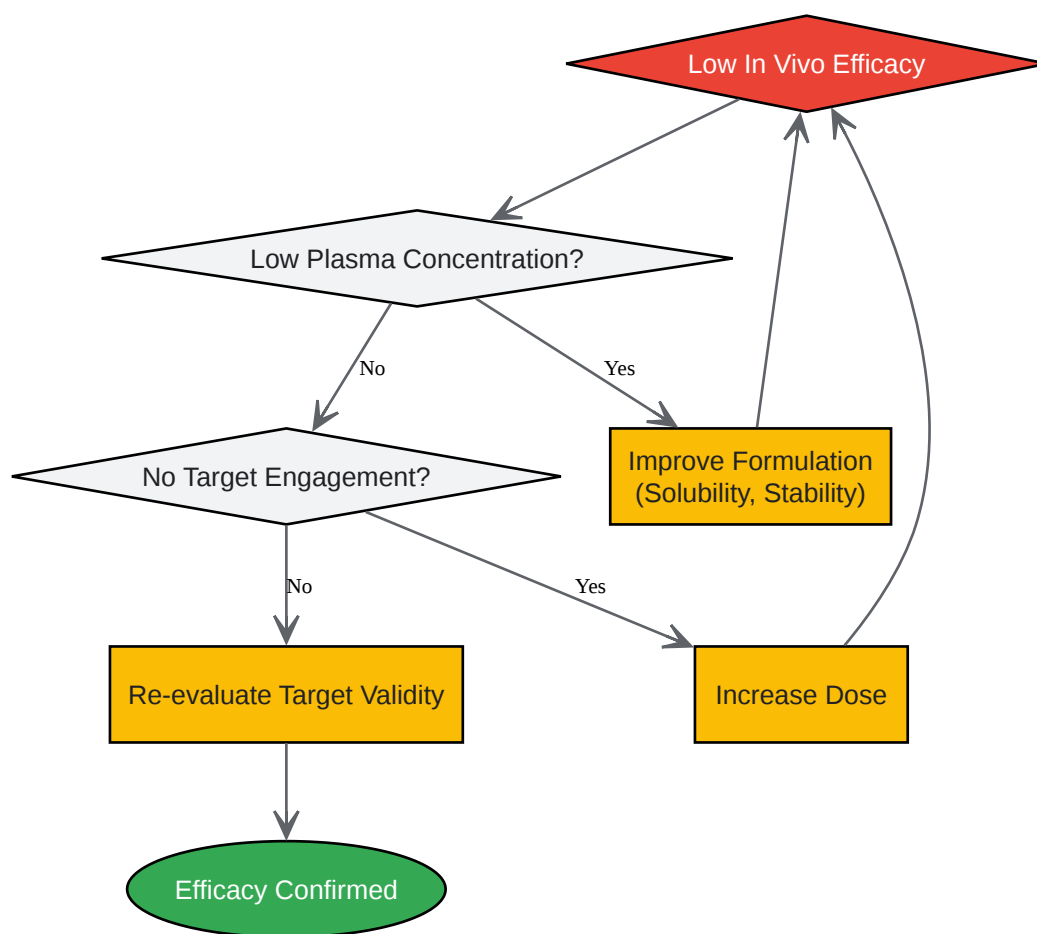 Low In Vivo Efficacy
Low Plasma Concentration?
No
Yes
Improve Formulation
(Solubility, Stability)
No Target Engagement?
No
Yes
Re-evaluate Target Validity
Increase Dose
Efficacy Confirmed